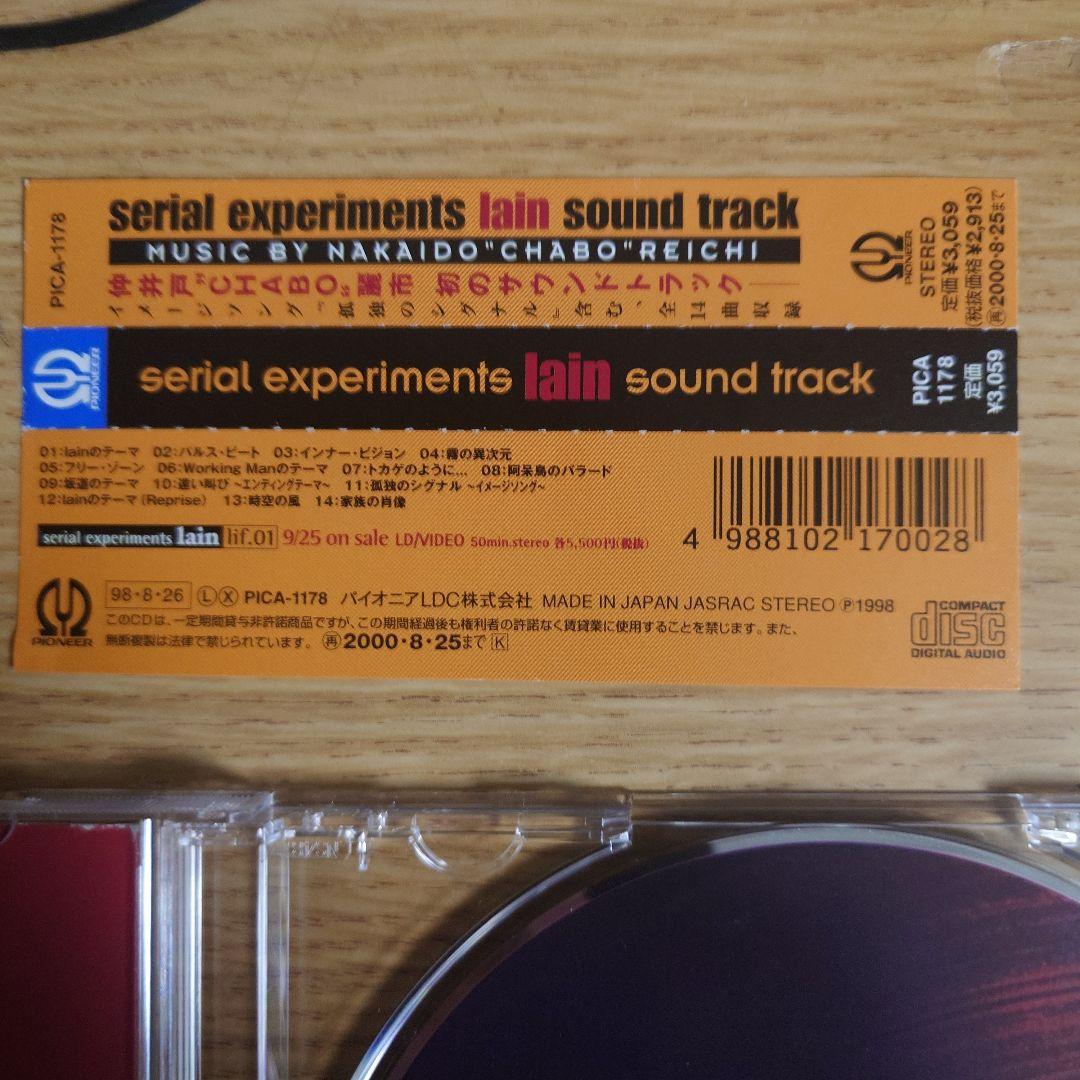 PICA-1178
serial experiments lain sound track
MUSIC BY NAKAIDO"CHABO"REICHI
仲井戸"CHABO"麗市 初のサウンドトラック
イメージソング『孤独のシグナル』含む、全14曲収録
PIONEER
STEREO
定価¥3,059
(税抜価格¥2,913)
再2000・8・25まで
PIONEER
serial experiments lain sound track
PICA
1178
定価
¥3,059
01:lainのテーマ 02:パルス・ビート 03:インナー・ビジョン 04:霧の異次元
05:フリー・ゾーン 06:Working Manのテーマ 07:トカゲのように… 08:阿呆鳥のバラード
09:坂道のテーマ 10:遠い叫び ~エンディングテーマ~ 11:孤独のシグナル ~イメージソング~
12:lainのテーマ(Reprise) 13:時空の風 14:家族の肖像
serial experiments lain lif.01 9/25 on sale LD/VIDEO 50min.stereo 各5,500円(税抜)
4 988102 170028
PIONEER
98・8・26 Ⓛ Ⓧ PICA-1178 パイオニアLDC株式会社 MADE IN JAPAN JASRAC STEREO Ⓟ1998
このCDは、一定期間貸与非許諾商品ですが、この期間経過後も権利者の許諾なく賃貸業に使用することを禁じます。また、
無断複製は法律で禁じられています。 再2000・8・25まで K
COMPACT
disc
DIGITAL AUDIO